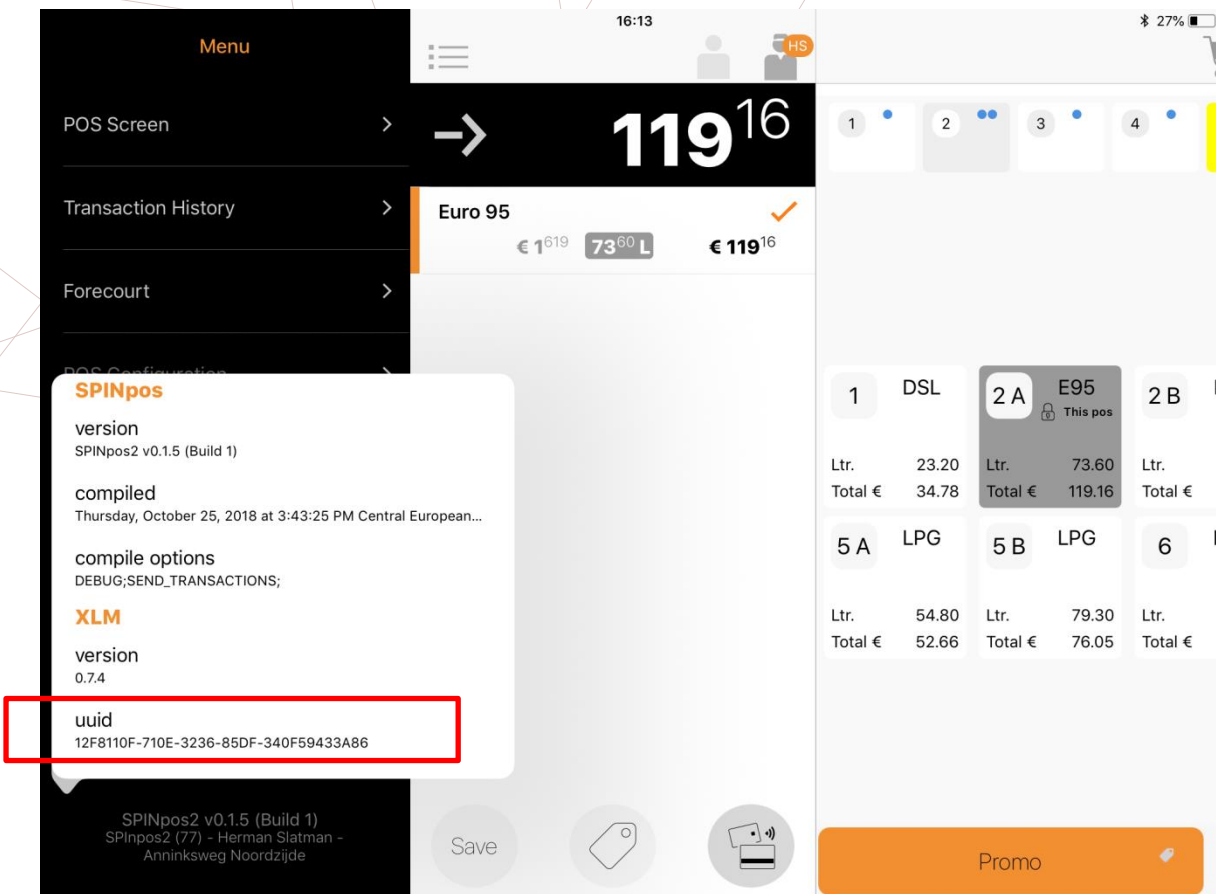 16:13
27%
Menu
HS
POS Screen
Transaction History
Forecourt
POS Configuration
SPINpos
version
SPINpos2 v0.1.5 (Build 1)
compiled
Thursday, October 25, 2018 at 3:43:25 PM Central European...
compile options
DEBUG;SEND_TRANSACTIONS;
XLM
version
0.7.4
uuid
12F8110F-710E-3236-85DF-340F59433A86
SPINpos2 v0.1.5 (Build 1)
SPInpos2 (77) - Herman Slatman -
Anninksweg Noordzijde
119 16
Euro 95
€ 1 619 73 60 L € 119 16
Save
1 2 3 4
1 DSL
Ltr. 23.20
Total € 34.78
2 A E95
This pos
Ltr. 73.60
Total € 119.16
2 B
Ltr.
Total €
5 A LPG
Ltr. 54.80
Total € 52.66
5 B LPG
Ltr. 79.30
Total € 76.05
6
Ltr.
Total €
Promo